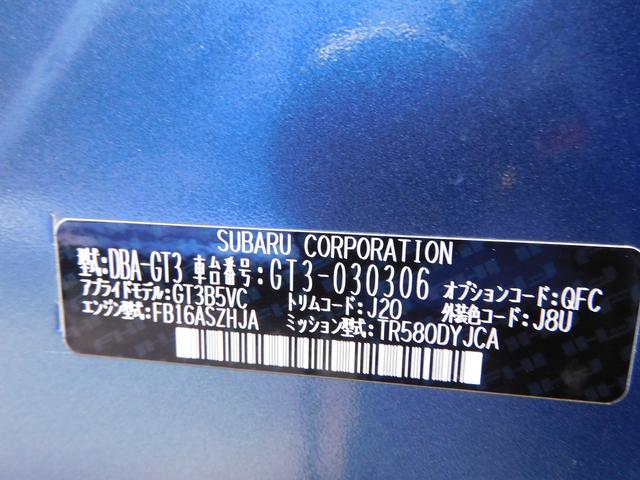 SUBARU CORPORATION
型式:DBA-GT3 車台番号:GT3-030306 オプションコード:QFC
アプライドモデル:GT3B5VC トリムコード:J20 外装色コード:J8U
エンジン型式:FB16ASZHJA ミッション型式:TR580DYJCA